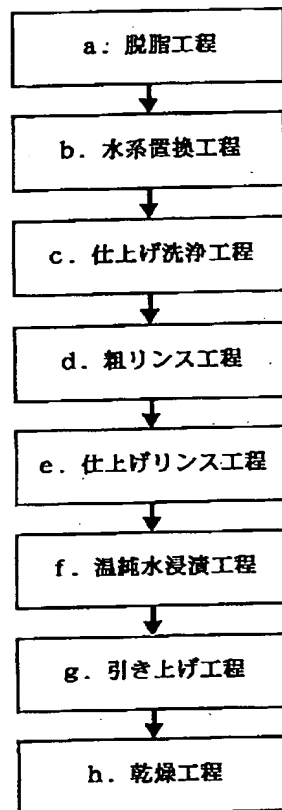 a: 脱脂工程
b. 水系置換工程
c. 仕上げ洗浄工程
d. 粗リンス工程
e. 仕上げリンス工程
f. 温純水浸漬工程
g. 引き上げ工程
h. 乾燥工程